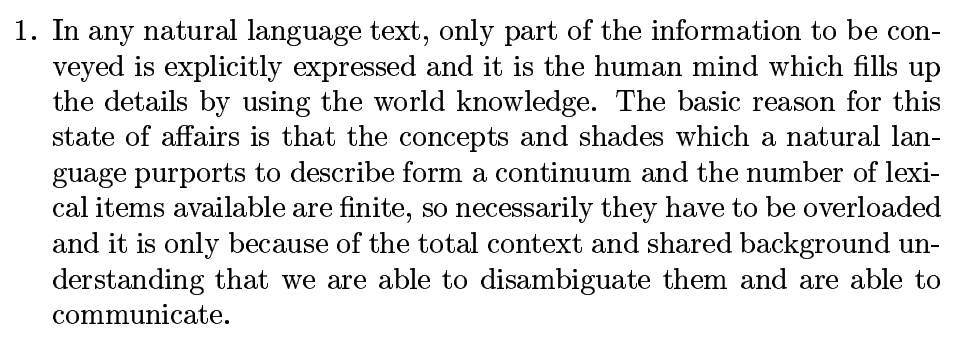 1. In any natural language text, only part of the information to be con-
veyed is explicitly expressed and it is the human mind which fills up
the details by using the world knowledge. The basic reason for this
state of affairs is that the concepts and shades which a natural lan-
guage purports to describe form a continuum and the number of lexi-
cal items available are finite, so necessarily they have to be overloaded
and it is only because of the total context and shared background un-
derstanding that we are able to disambiguate them and are able to
communicate.